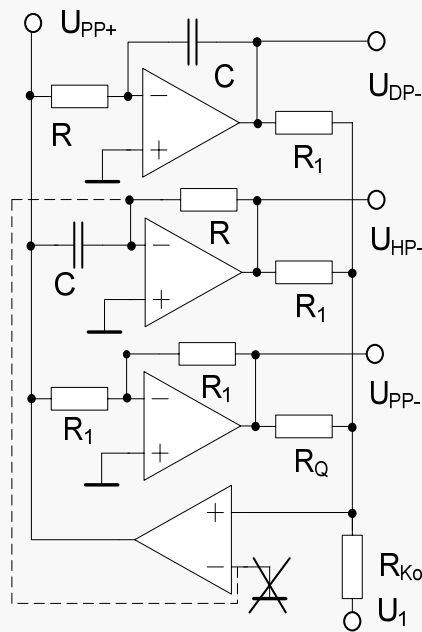 U_PP+
C
U_DP-
R
R_1
−
+
U_HP-
R
C
R_1
−
+
U_PP-
R_1
R_1
R_Q
−
+
+
−
R_Ko
U_1